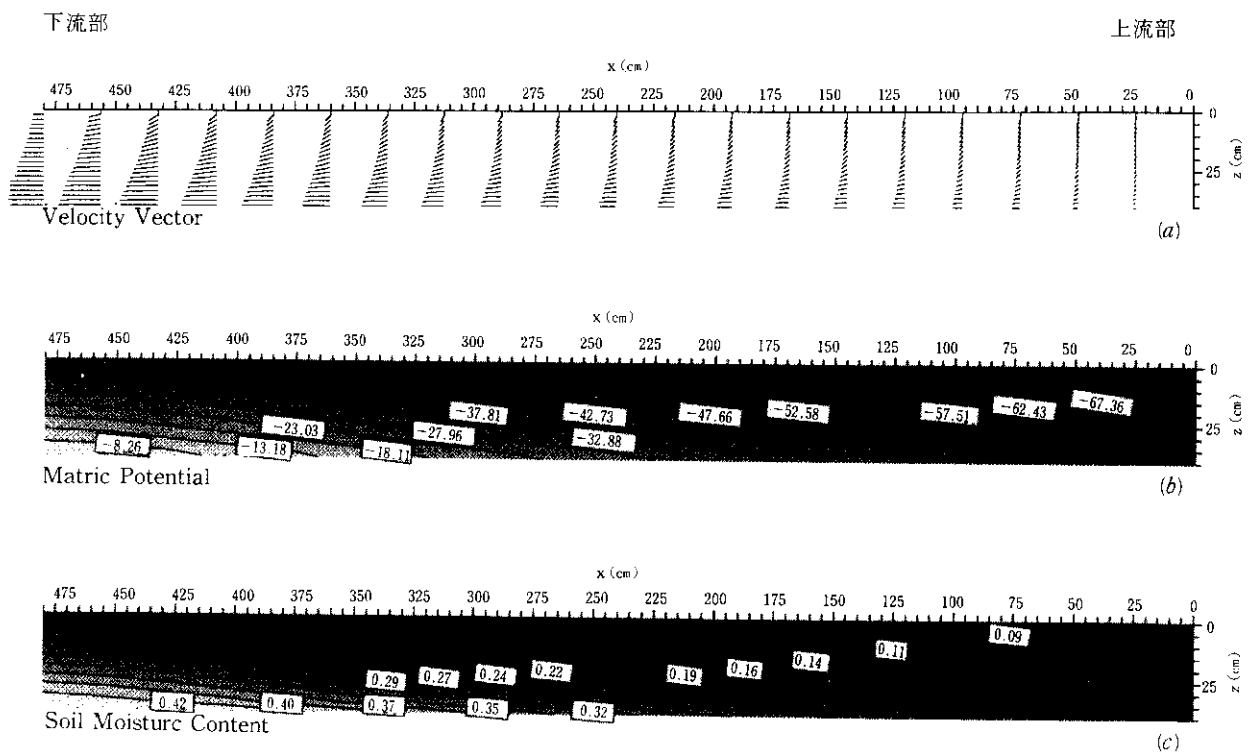 下流部 上流部
x (cm)
475 450 425 400 375 350 325 300 275 250 225 200 175 150 125 100 75 50 25 0
0
25
z (cm)
Velocity Vector
(a)
x (cm)
475 450 425 400 375 350 325 300 275 250 225 200 175 150 125 100 75 50 25 0
0
-37.81 -42.73 -47.66 -52.58 -57.51 -62.43 -67.36
-23.03 -27.96 -32.88
25
z (cm)
-8.26 -13.18 -18.11
Matric Potential
(b)
x (cm)
475 450 425 400 375 350 325 300 275 250 225 200 175 150 125 100 75 50 25 0
0
0.29 0.27 0.24 0.22 0.19 0.16 0.14 0.11 0.09
25
z (cm)
0.42 0.40 0.37 0.35 0.32
Soil Moisture Content
(c)